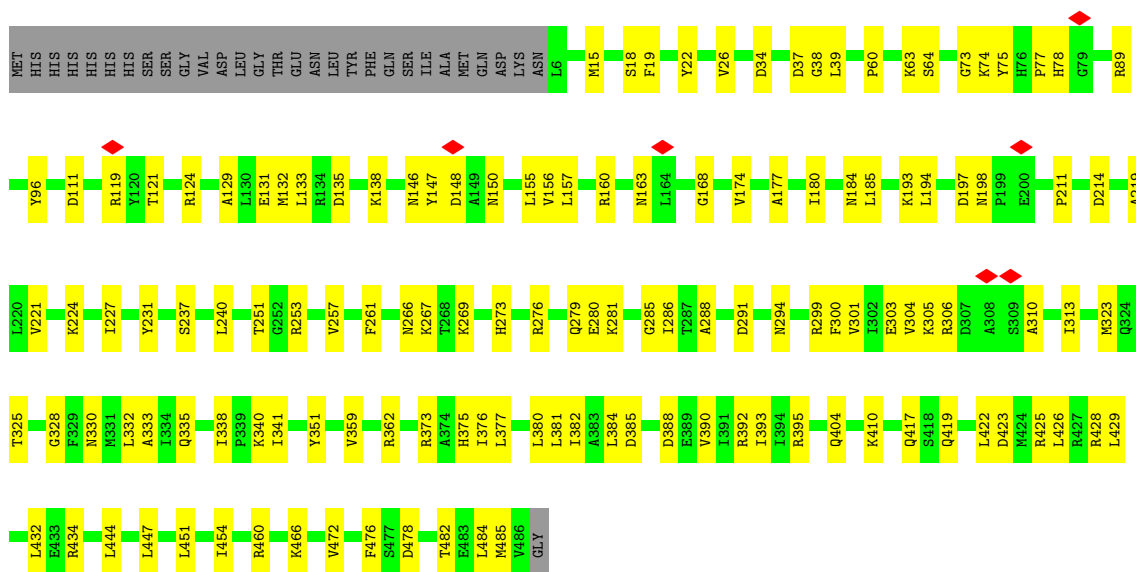 MET HIS HIS HIS HIS HIS HIS SER SER GLY VAL ASP LEU GLY THR GLU ASN LEU TYR PHE GLN SER ILE ALA MET GLN ASP LYS ASN L6 M15 S18 F19 Y22 V26 D34 D37 G38 L39 P60 K63 S64 G73 K74 Y75 H76 P77 H78 G79 R89
Y96 D111 R119 Y120 T121 R124 A129 L130 E131 M132 L133 R134 D135 K138 N146 Y147 D148 A149 N150 L155 V156 L157 R160 N163 L164 G168 V174 A177 I180 N184 L185 K193 L194 D197 N198 P199 E200 P211 D214 A219
L220 V221 K224 I227 Y231 S237 L240 T251 G252 R253 V257 F261 N266 K267 T268 K269 H273 R276 Q279 E280 K281 G285 I286 T287 A288 D291 N294 R299 F300 V301 I302 E303 V304 K305 R306 D307 A308 S309 A310 I313 M323 Q324
T325 G328 F329 N330 M331 L332 A333 I334 Q335 I338 P339 K340 I341 Y351 V359 R362 R373 A374 H375 I376 L377 L380 L381 I382 A383 L384 D385 D388 E389 V390 I391 R392 I393 I394 R395 Q404 K410 Q417 S418 Q419 L422 D423 M424 R425 L426 R427 R428 L429
L432 E433 R434 L444 L447 L451 I454 R460 K466 V472 F476 S477 D478 T482 E483 L484 M485 V486 GLY